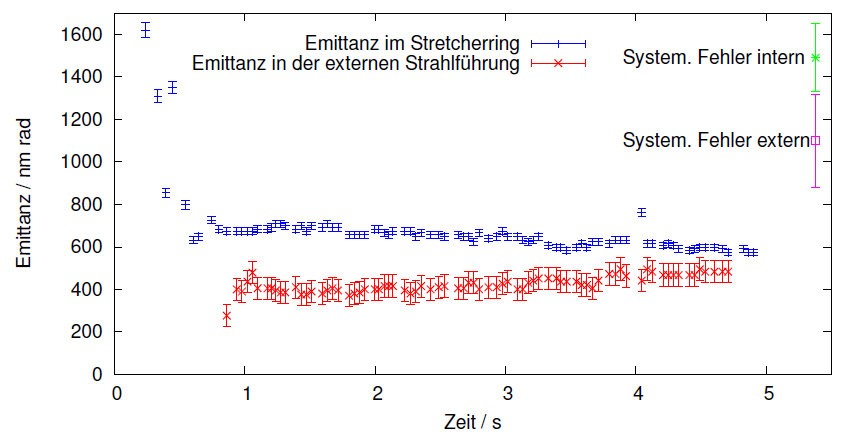 1600
1400
1200
1000
800
600
400
200
0
Emittanz / nm rad
Emittanz im Stretcherring
Emittanz in der externen Strahlführung
System. Fehler intern
System. Fehler extern
0 1 2 3 4 5
Zeit / s